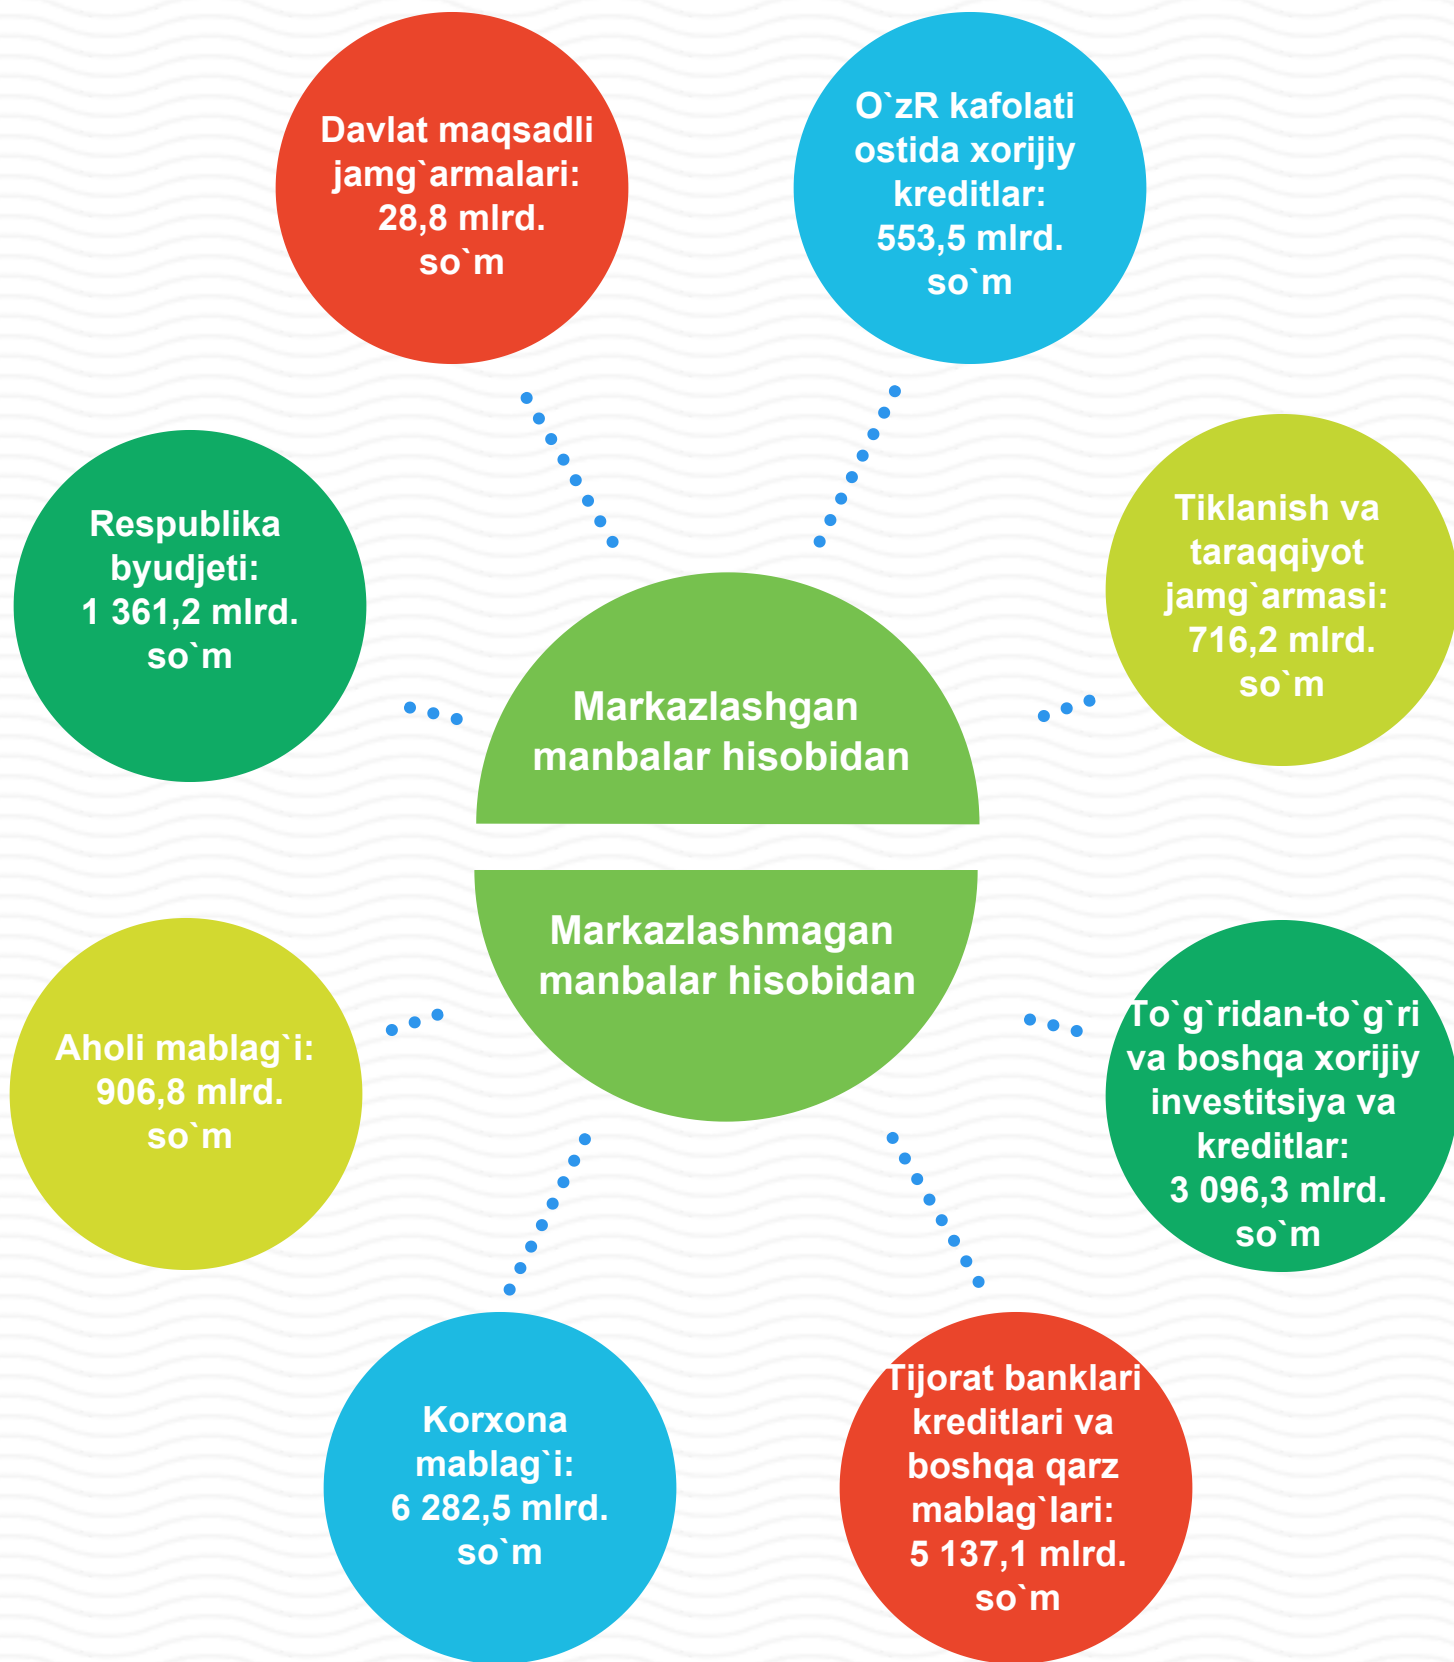 Davlat maqsadli
jamg`armalari:
28,8 mlrd.
so`m
O`zR kafolati
ostida xorijiy
kreditlar:
553,5 mlrd.
so`m
Respublika
byudjeti:
1 361,2 mlrd.
so`m
Tiklanish va
taraqqiyot
jamg`armasi:
716,2 mlrd.
so`m
Markazlashgan
manbalar hisobidan
Markazlashmagan
manbalar hisobidan
Aholi mablag`i:
906,8 mlrd.
so`m
To`g`ridan-to`g`ri
va boshqa xorijiy
investitsiya va
kreditlar:
3 096,3 mlrd.
so`m
Korxona
mablag`i:
6 282,5 mlrd.
so`m
Tijorat banklari
kreditlari va
boshqa qarz
mablag`lari:
5 137,1 mlrd.
so`m